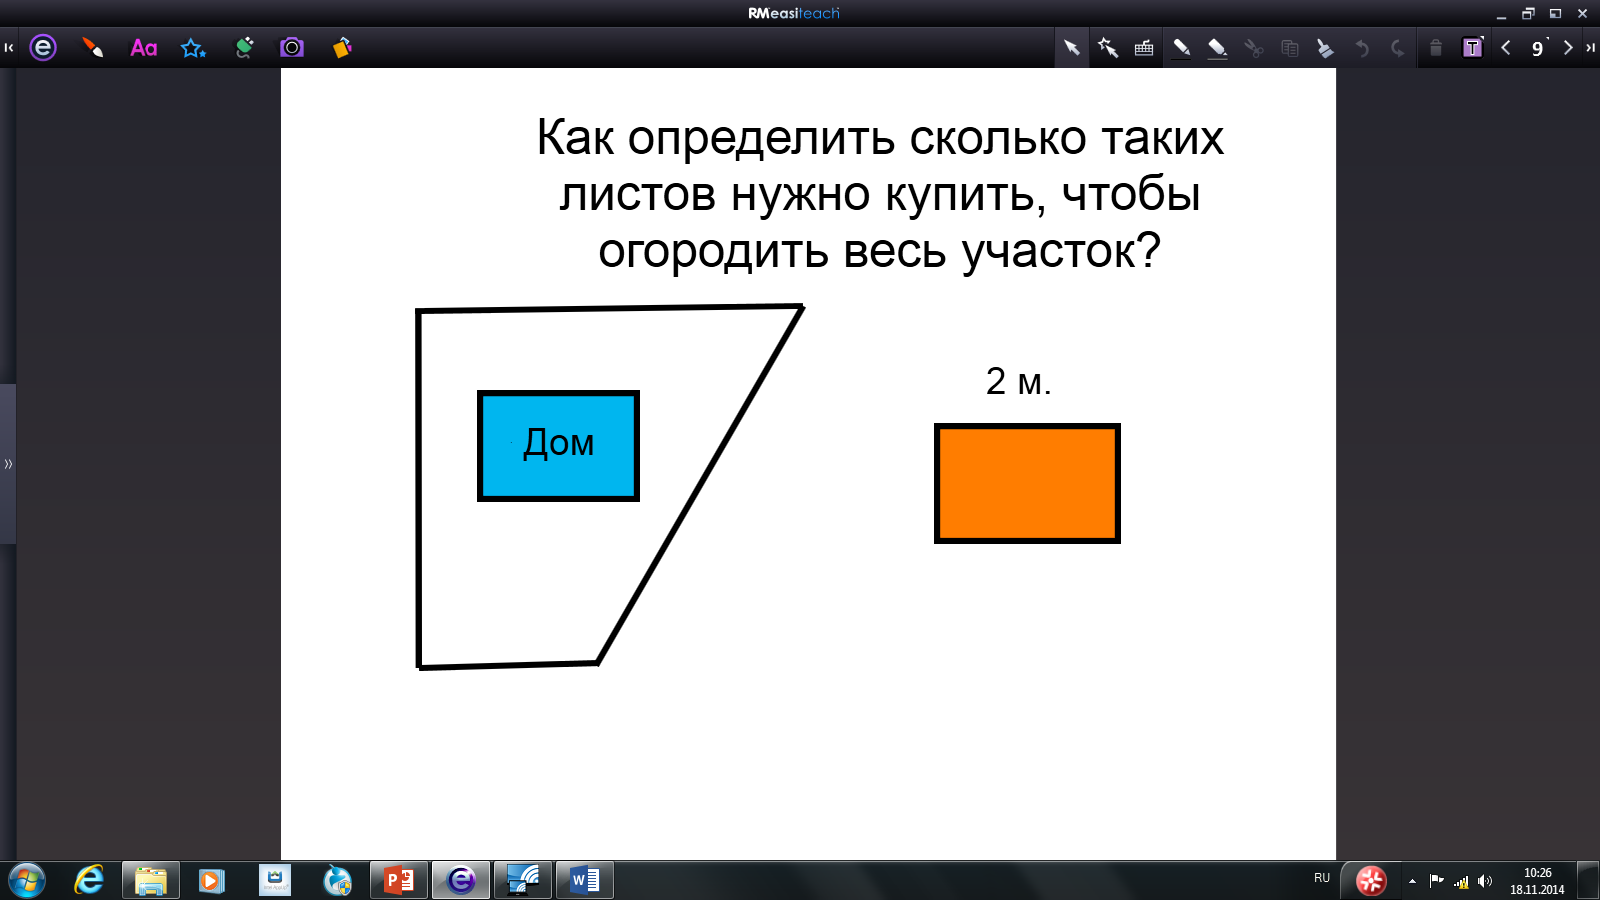 RMeasiteach
Aa
T
9
Как определить сколько таких
листов нужно купить, чтобы
огородить весь участок?
2 м.
Дом
RU
10:26
18.11.2014